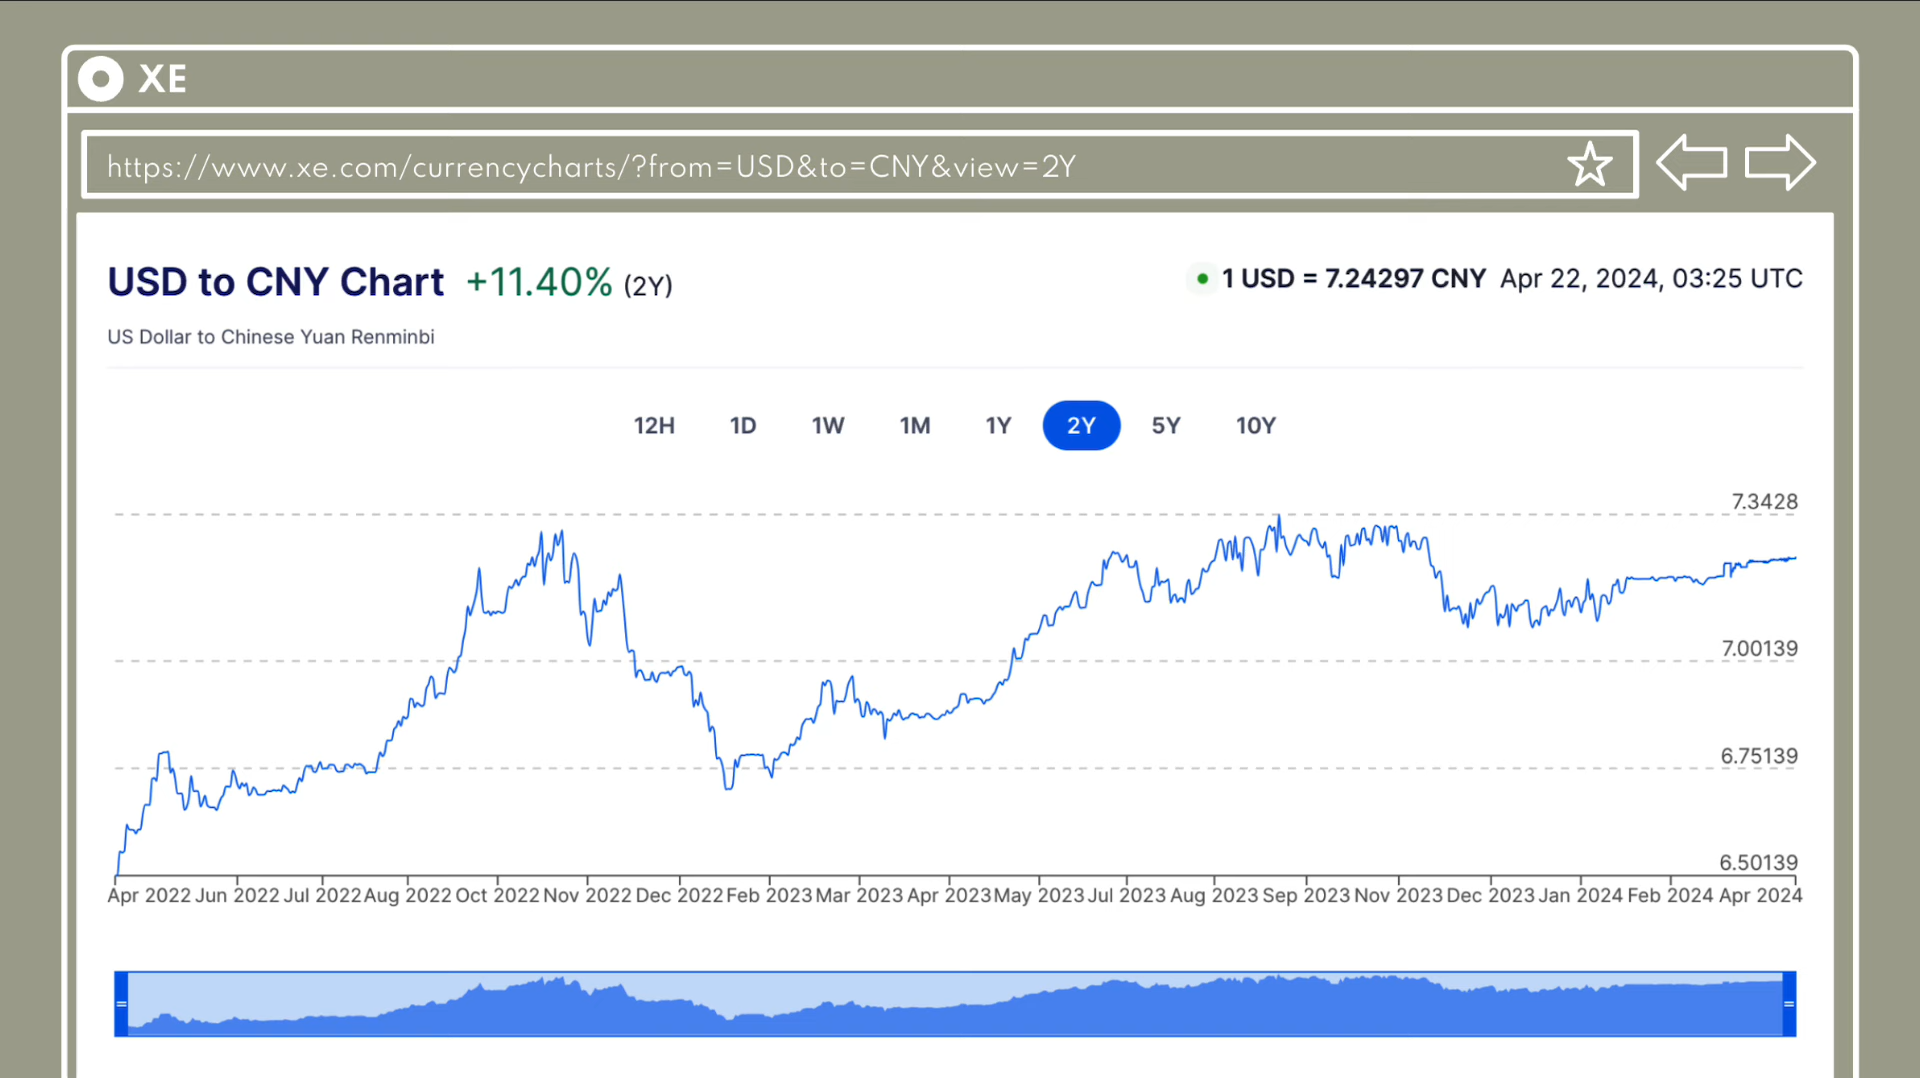 XE
https://www.xe.com/currencycharts/?from=USD&to=CNY&view=2Y
USD to CNY Chart +11.40% (2Y)
1 USD = 7.24297 CNY Apr 22, 2024, 03:25 UTC
US Dollar to Chinese Yuan Renminbi
12H 1D 1W 1M 1Y 2Y 5Y 10Y
7.3428
7.00139
6.75139
6.50139
Apr 2022 Jun 2022 Jul 2022 Aug 2022 Oct 2022 Nov 2022 Dec 2022 Feb 2023 Mar 2023 Apr 2023 May 2023 Jul 2023 Aug 2023 Sep 2023 Nov 2023 Dec 2023 Jan 2024 Feb 2024 Apr 2024